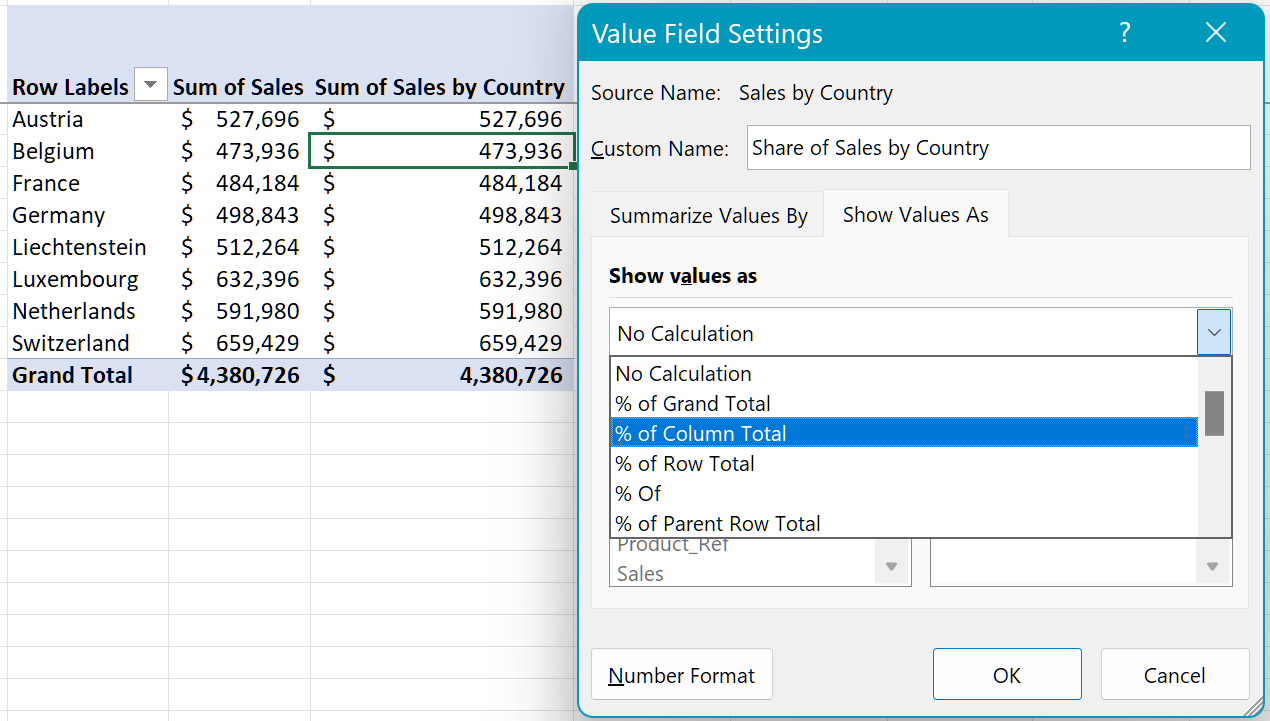 Row Labels Sum of Sales Sum of Sales by Country
Austria $ 527,696 $ 527,696
Belgium $ 473,936 $ 473,936
France $ 484,184 $ 484,184
Germany $ 498,843 $ 498,843
Liechtenstein $ 512,264 $ 512,264
Luxembourg $ 632,396 $ 632,396
Netherlands $ 591,980 $ 591,980
Switzerland $ 659,429 $ 659,429
Grand Total $4,380,726 $ 4,380,726
Value Field Settings ?
Source Name: Sales by Country
Custom Name: Share of Sales by Country
Summarize Values By Show Values As
Show values as
No Calculation
No Calculation
% of Grand Total
% of Column Total
% of Row Total
% Of
% of Parent Row Total
Product_Ref
Sales
Number Format OK Cancel